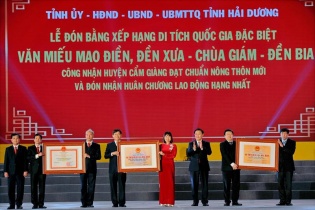 TỈNH ỦY - HĐND - UBND - UBMTTQ TỈNH HẢI DƯƠNG
LỄ ĐÓN BẰNG XẾP HẠNG DI TÍCH QUỐC GIA ĐẶC BIỆT
VĂN MIẾU MAO ĐIỀN, ĐỀN XƯA - CHÙA GIÁM - ĐỀN BIA
CÔNG NHẬN HUYỆN CẨM GIÀNG ĐẠT CHUẨN NÔNG THÔN MỚI
VÀ ĐÓN NHẬN HUÂN CHƯƠNG LAO ĐỘNG HẠNG NHẤT